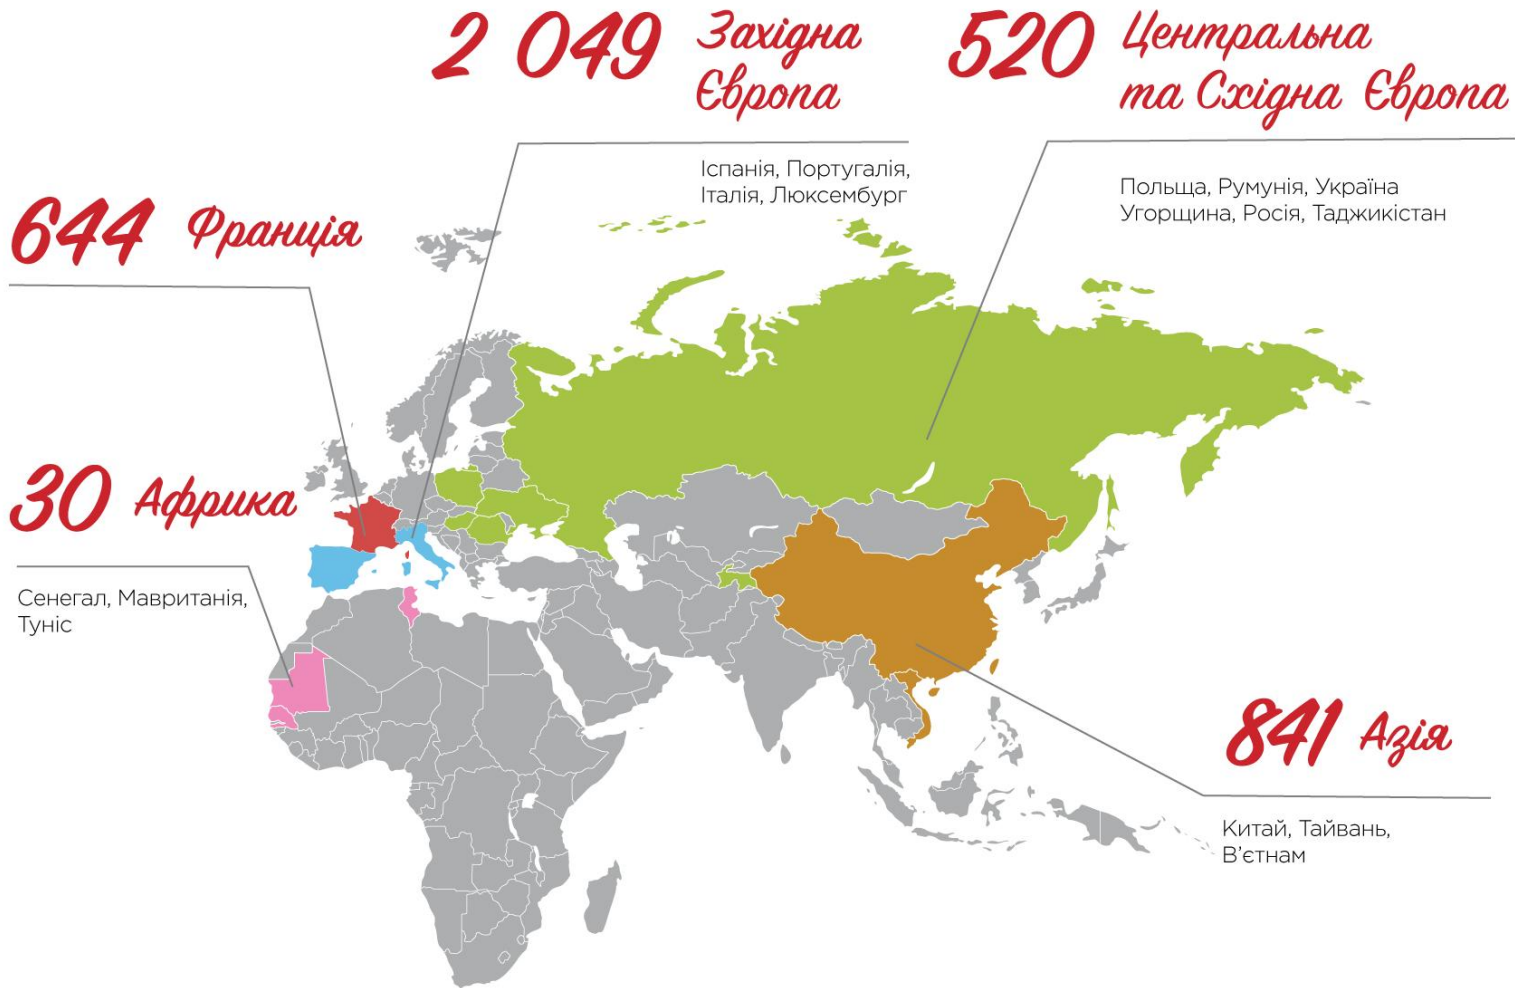 2 049 Західна
Європа
Іспанія, Португалія,
Італія, Люксембург
520 Центральна
та Східна Європа
Польща, Румунія, Україна
Угорщина, Росія, Таджикістан
644 Франція
30 Африка
Сенегал, Мавританія,
Туніс
841 Азія
Китай, Тайвань,
В'єтнам